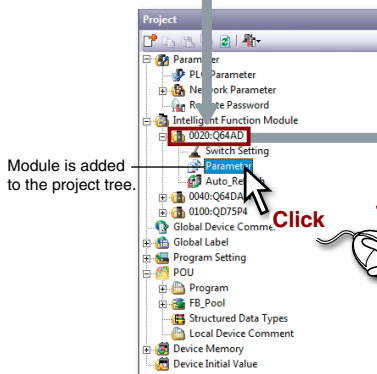 Project
Parameter
PLC Parameter
Network Parameter
Remote Password
Intelligent Function Module
0020:Q64AD
Switch Setting
Module is added
to the project tree.
Parameter
Auto_Refresh
0040:Q64DA
0100:QD75P4
Click
Global Device Comment
Global Label
Program Setting
POU
Program
FB_Pool
Structured Data Types
Local Device Comment
Device Memory
Device Initial Value